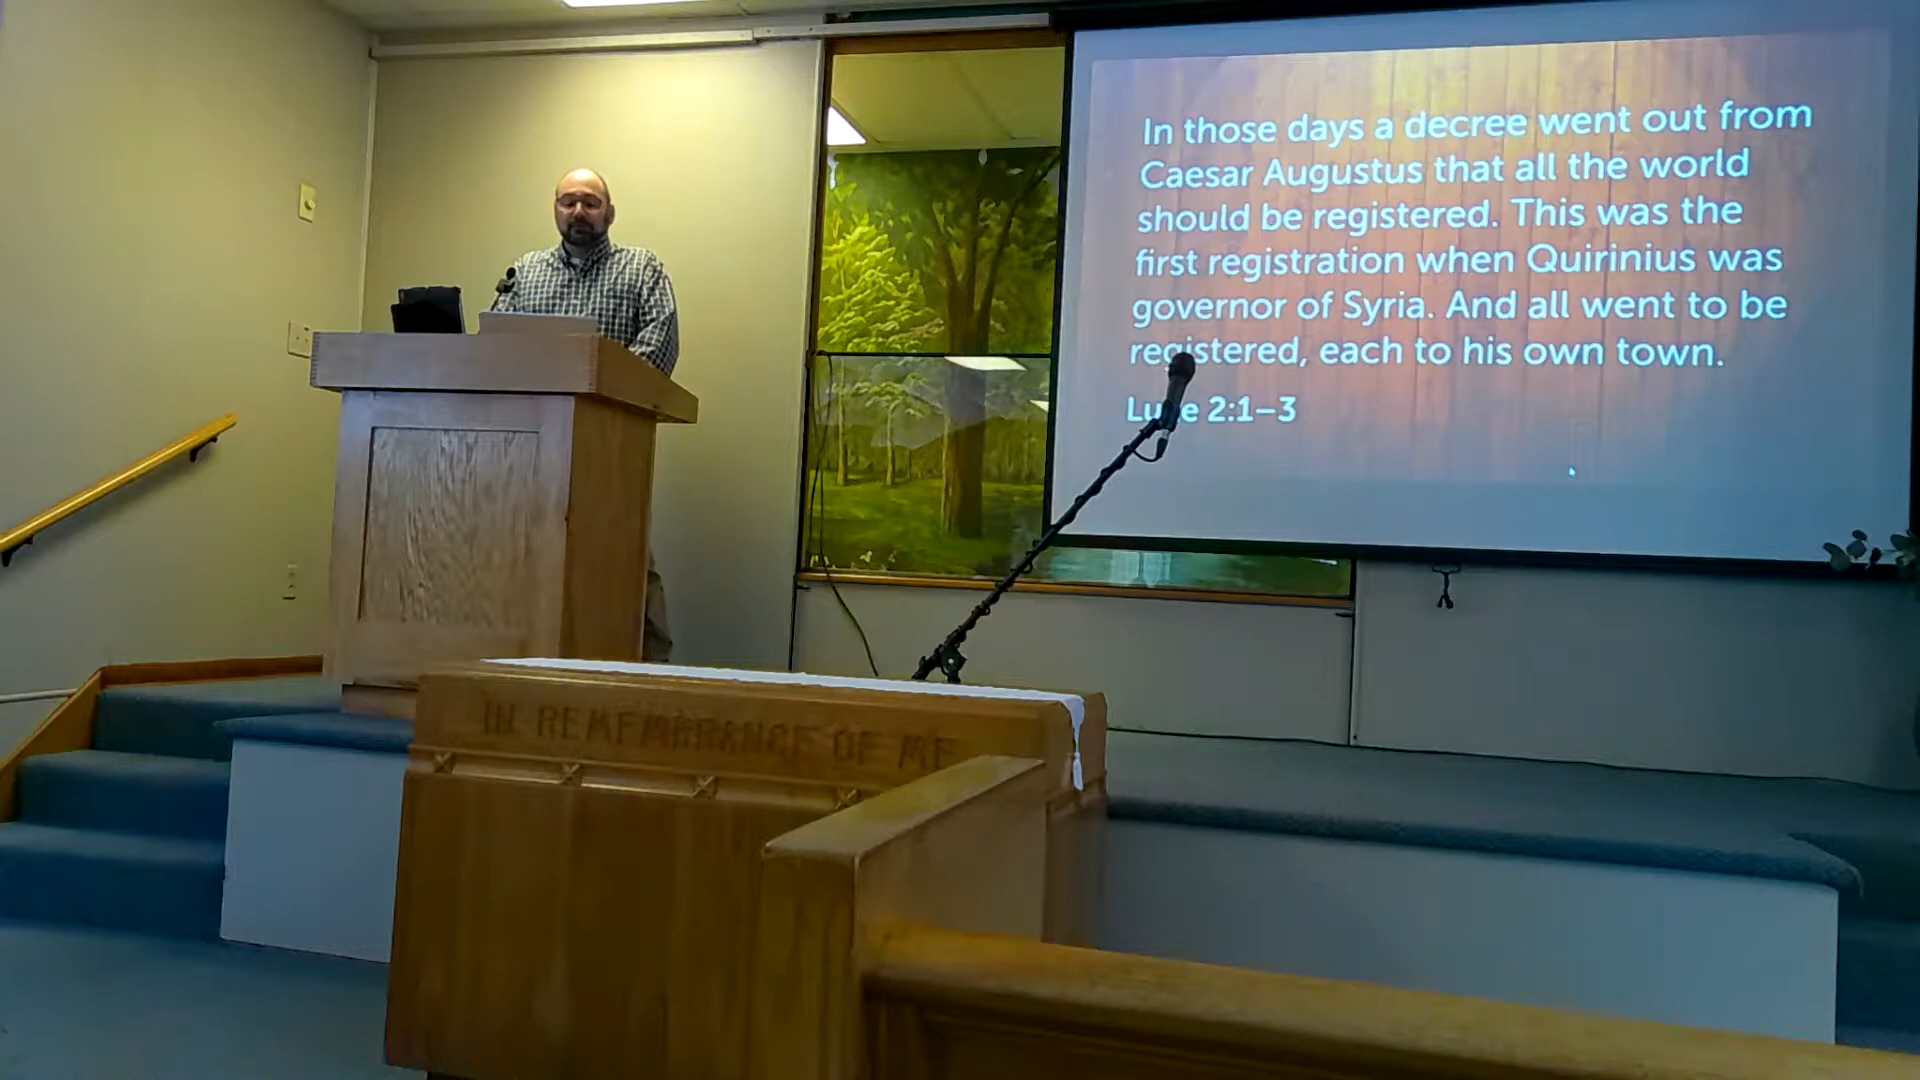 In those days a decree went out from
Caesar Augustus that all the world
should be registered. This was the
first registration when Quirinius was
governor of Syria. And all went to be
registered, each to his own town.
Luke 2:1–3
IN REMEMBRANCE OF ME